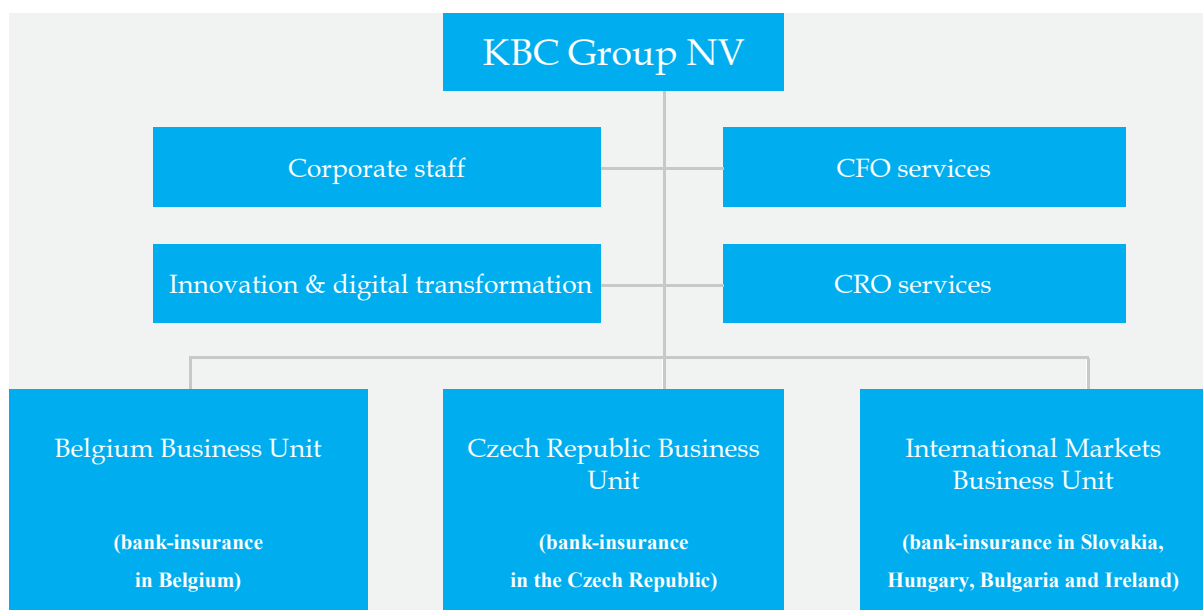 KBC Group NV
Corporate staff
CFO services
Innovation & digital transformation
CRO services
Belgium Business Unit
(bank-insurance
in Belgium)
Czech Republic Business
Unit
(bank-insurance
in the Czech Republic)
International Markets
Business Unit
(bank-insurance in Slovakia,
Hungary, Bulgaria and Ireland)